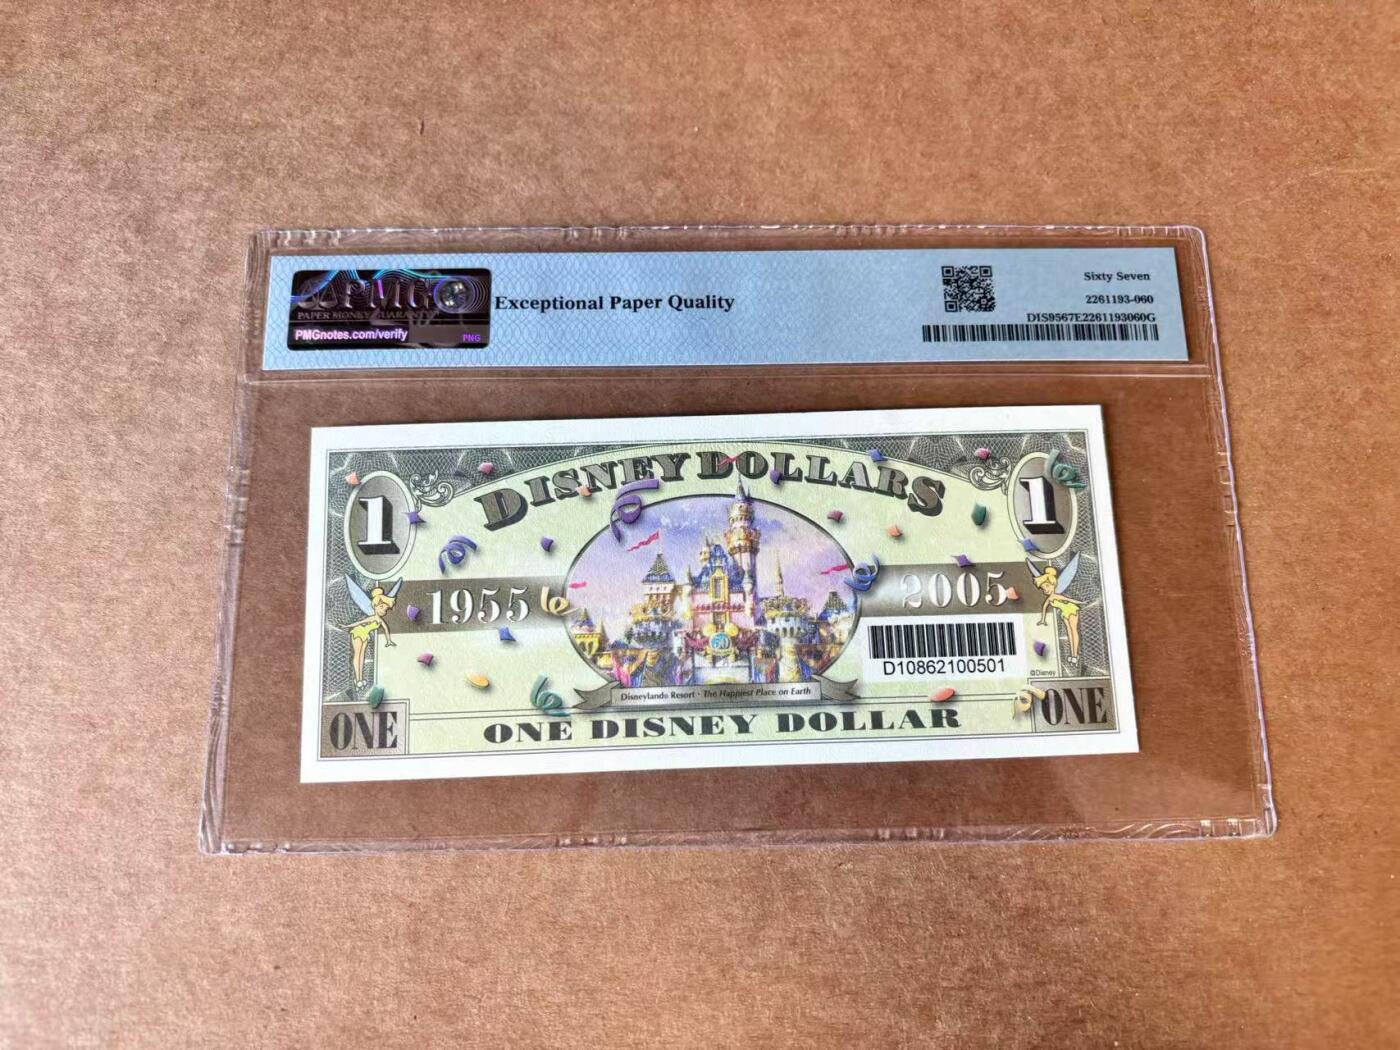 PMG
PAPER MONEY GUARANTY
PMGnotes.com/verify
PNG
Exceptional Paper Quality
Sixty Seven
2261193-060
DIS9567E2261193060G
DISNEY DOLLARS
1
1
1955
2005
50
D10862100501
©Disney
Disneyland Resort • The Happiest Place on Earth
ONE
ONE DISNEY DOLLAR
ONE